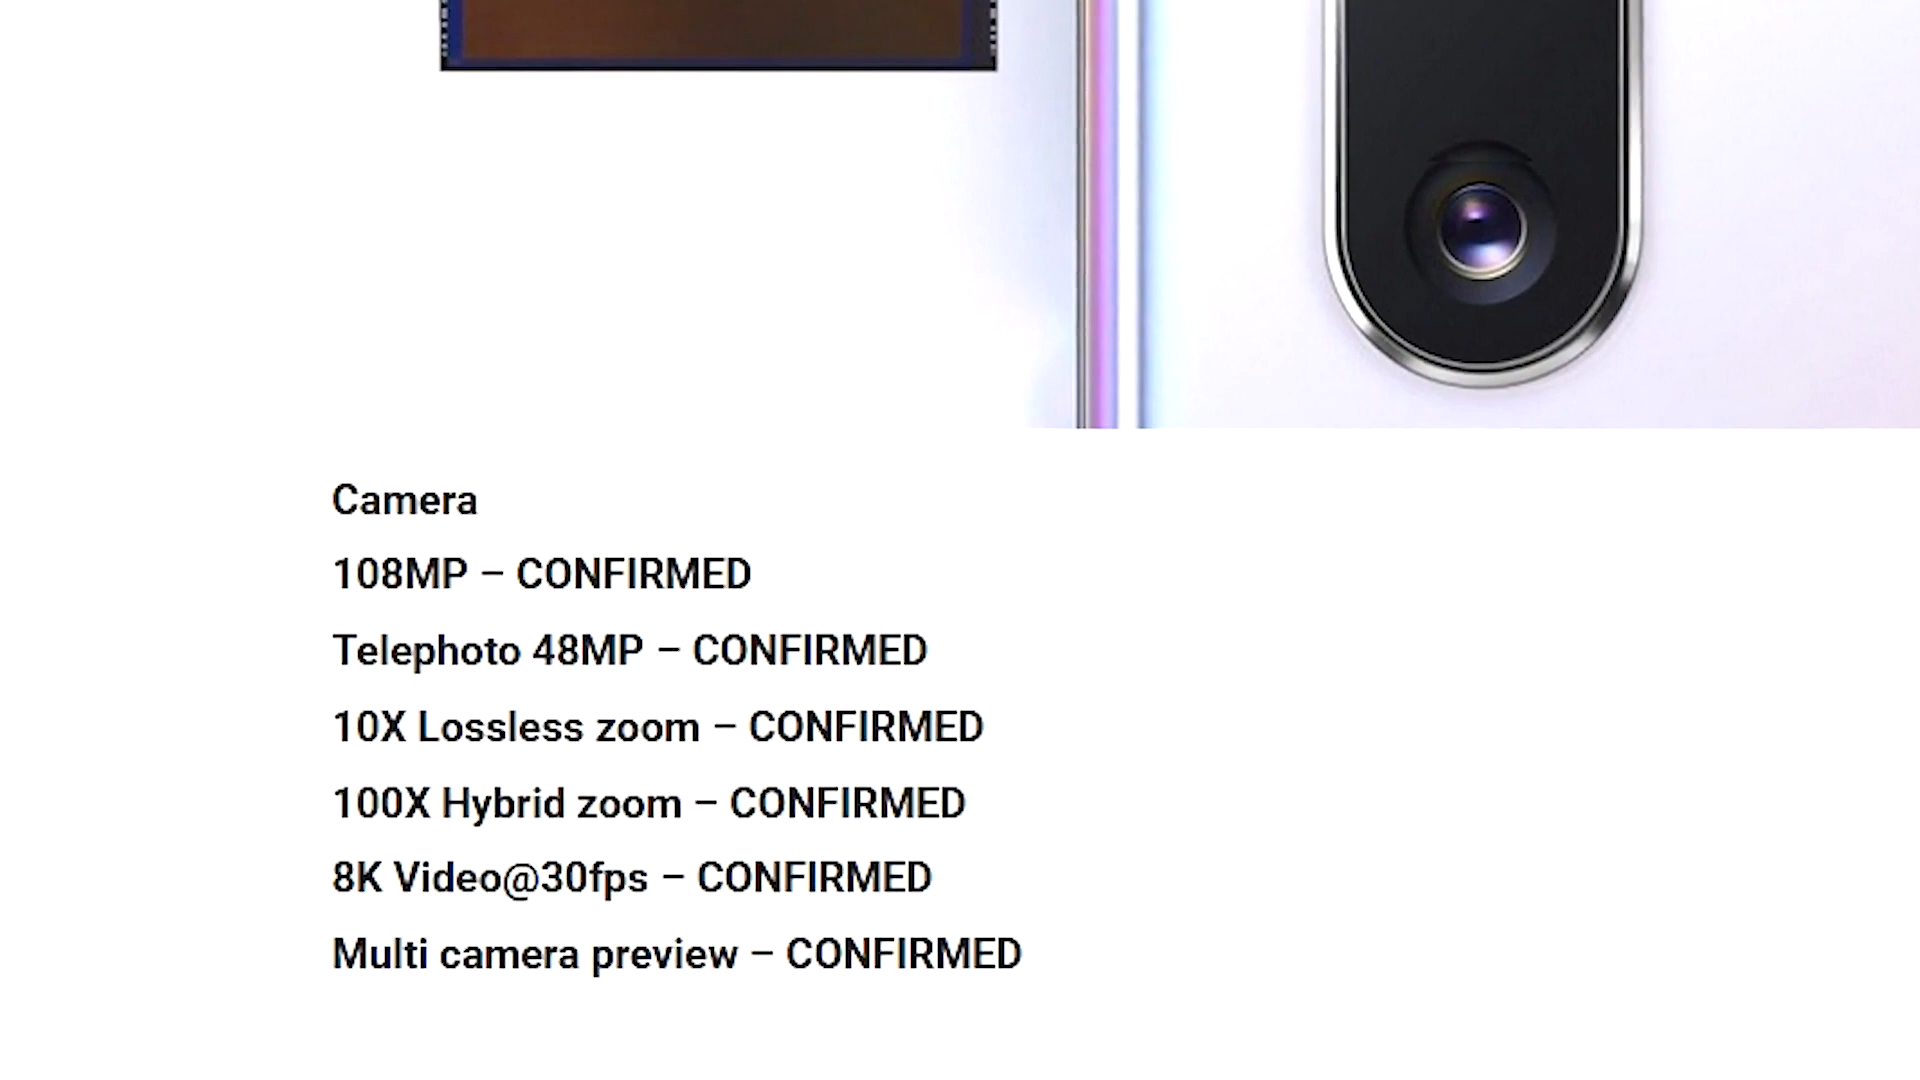 Camera
108MP – CONFIRMED
Telephoto 48MP – CONFIRMED
10X Lossless zoom – CONFIRMED
100X Hybrid zoom – CONFIRMED
8K Video@30fps – CONFIRMED
Multi camera preview – CONFIRMED